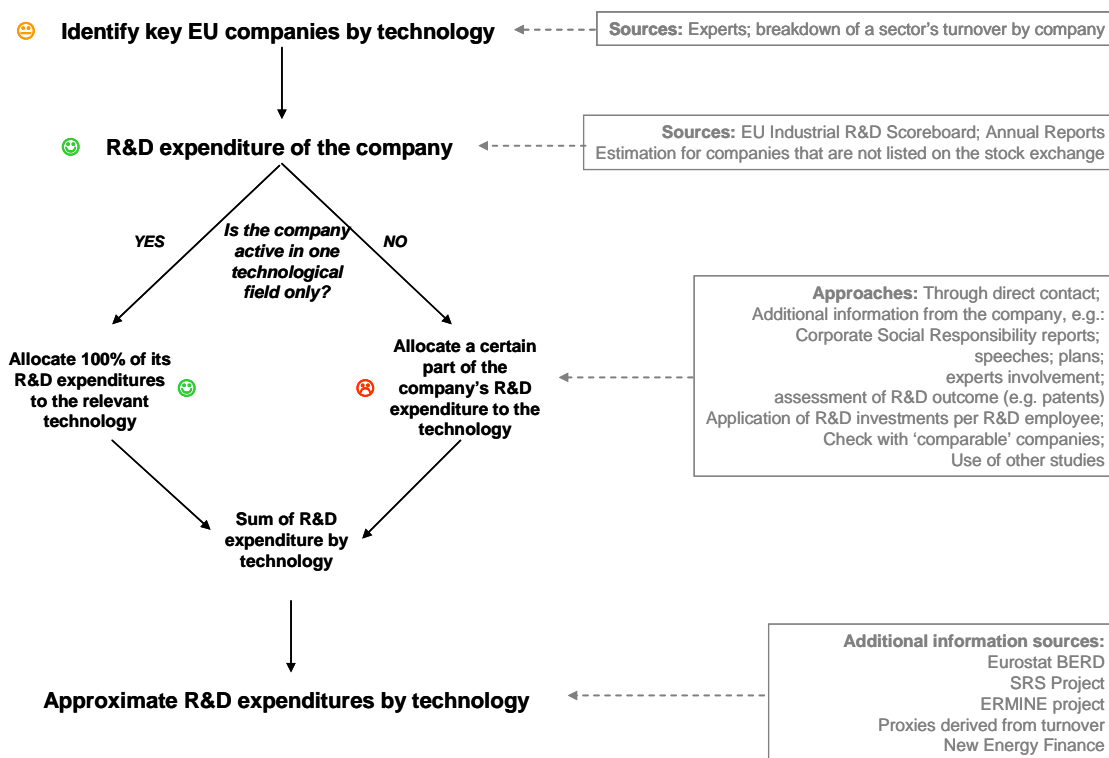 Identify key EU companies by technology
Sources: Experts; breakdown of a sector's turnover by company
R&D expenditure of the company
Sources: EU Industrial R&D Scoreboard; Annual Reports
Estimation for companies that are not listed on the stock exchange
YES
Is the company
active in one
technological
field only?
NO
Allocate 100% of its
R&D expenditures
to the relevant
technology
Allocate a certain
part of the
company's R&D
expenditure to the
technology
Approaches: Through direct contact;
Additional information from the company, e.g.:
Corporate Social Responsibility reports;
speeches; plans;
experts involvement;
assessment of R&D outcome (e.g. patents)
Application of R&D investments per R&D employee;
Check with ‘comparable’ companies;
Use of other studies
Sum of R&D
expenditure by
technology
Approximate R&D expenditures by technology
Additional information sources:
Eurostat BERD
SRS Project
ERMINE project
Proxies derived from turnover
New Energy Finance